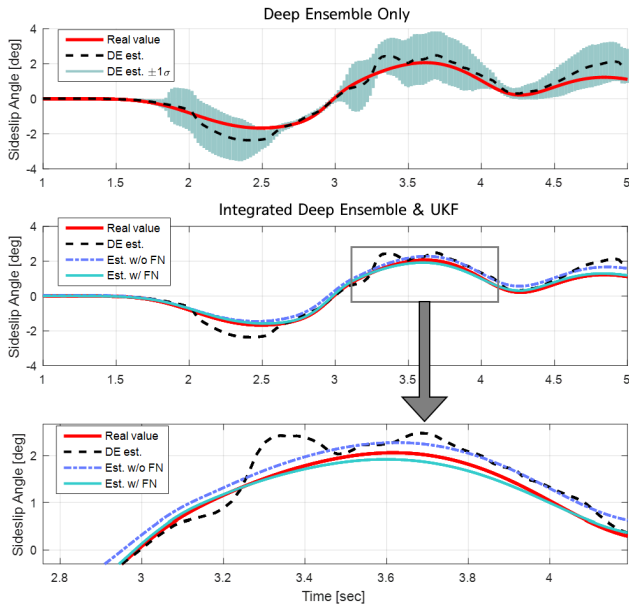 Deep Ensemble Only
Sideslip Angle [deg]
4
2
0
-2
-4
Real value
DE est.
DE est. ±1σ
1 1.5 2 2.5 3 3.5 4 4.5 5
Integrated Deep Ensemble & UKF
Sideslip Angle [deg]
4
2
0
-2
-4
Real value
DE est.
Est. w/o FN
Est. w/ FN
1 1.5 2 2.5 3 3.5 4 4.5 5
Sideslip Angle [deg]
2
1
0
Real value
DE est.
Est. w/o FN
Est. w/ FN
2.8 3 3.2 3.4 3.6 3.8 4
Time [sec]